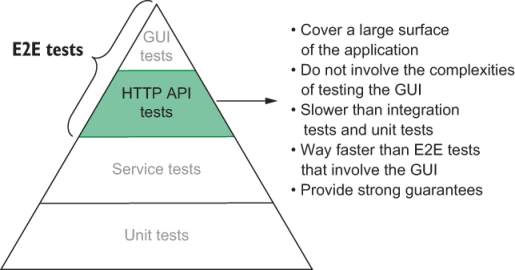 E2E tests
GUI
tests
HTTP API
tests
Service tests
Unit tests
• Cover a large surface
of the application
• Do not involve the complexities
of testing the GUI
• Slower than integration
tests and unit tests
• Way faster than E2E tests
that involve the GUI
• Provide strong guarantees